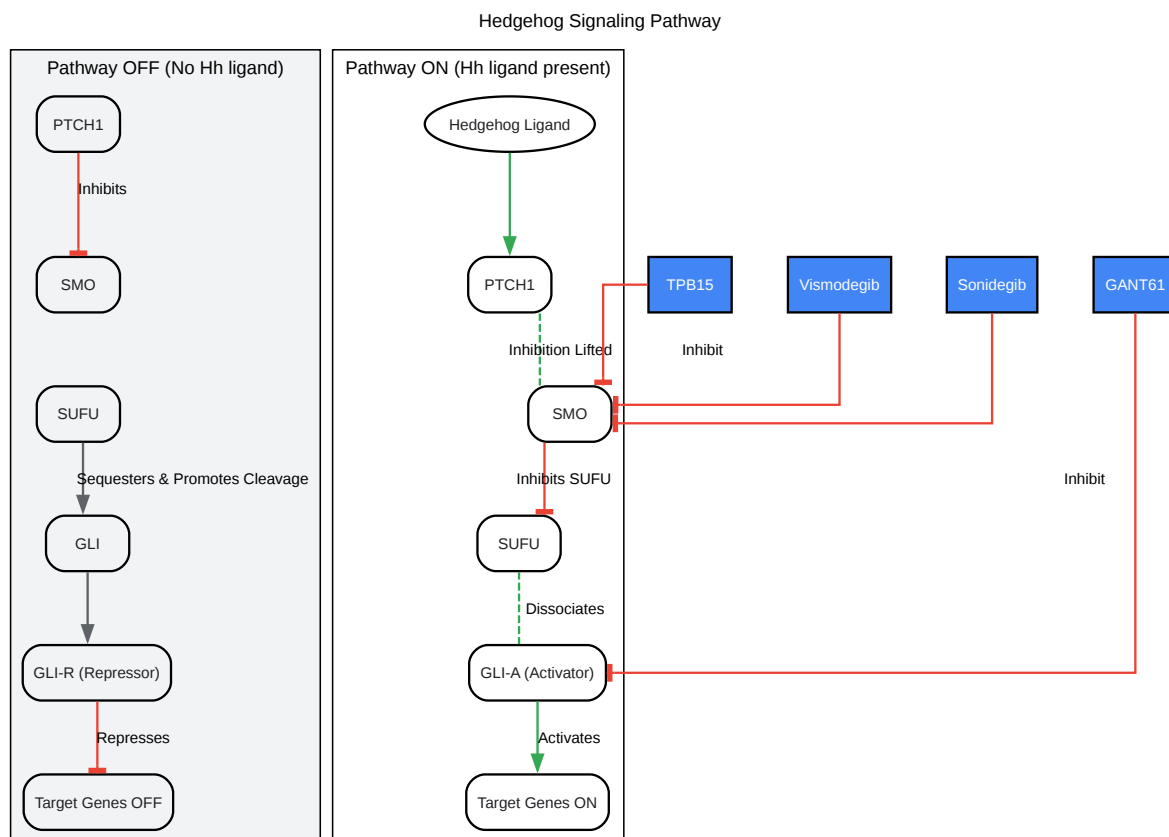 Hedgehog Signaling Pathway
Pathway OFF (No Hh ligand)
PTCH1
Inhibits
SMO
SUFU
Sequesters & Promotes Cleavage
GLI
GLI-R (Repressor)
Represses
Target Genes OFF
Pathway ON (Hh ligand present)
Hedgehog Ligand
PTCH1
Inhibition Lifted
SMO
Inhibits SUFU
SUFU
Dissociates
GLI-A (Activator)
Activates
Target Genes ON
TPB15
Vismodegib
Sonidegib
GANT61
Inhibit
Inhibit